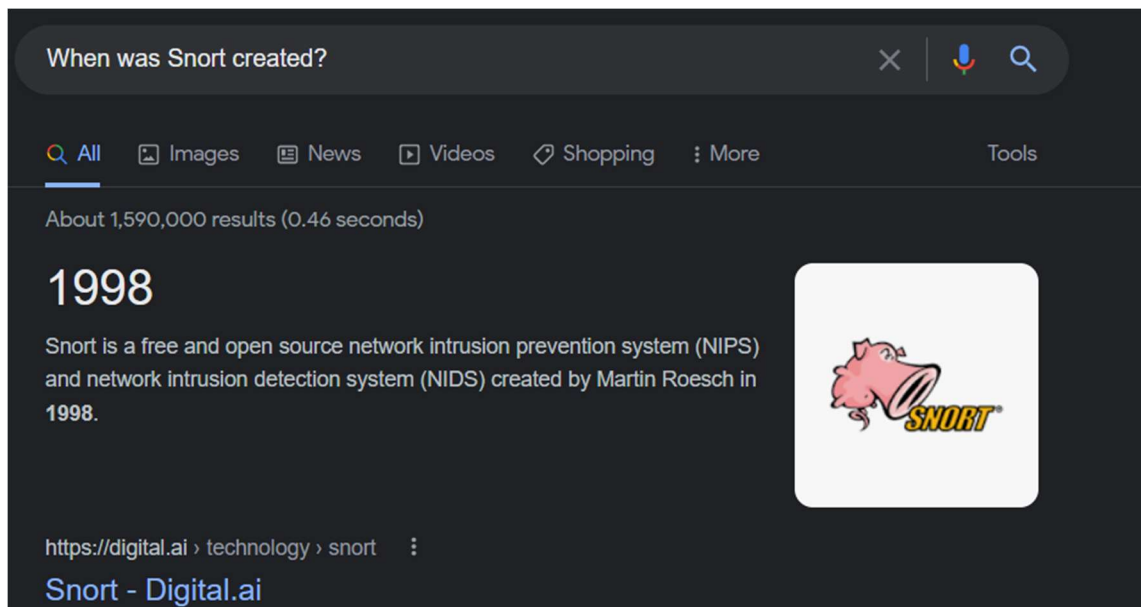 When was Snort created?
All Images News Videos Shopping More Tools
About 1,590,000 results (0.46 seconds)
1998
Snort is a free and open source network intrusion prevention system (NIPS)
and network intrusion detection system (NIDS) created by Martin Roesch in
1998.
SNORT®
https://digital.ai › technology › snort
Snort - Digital.ai